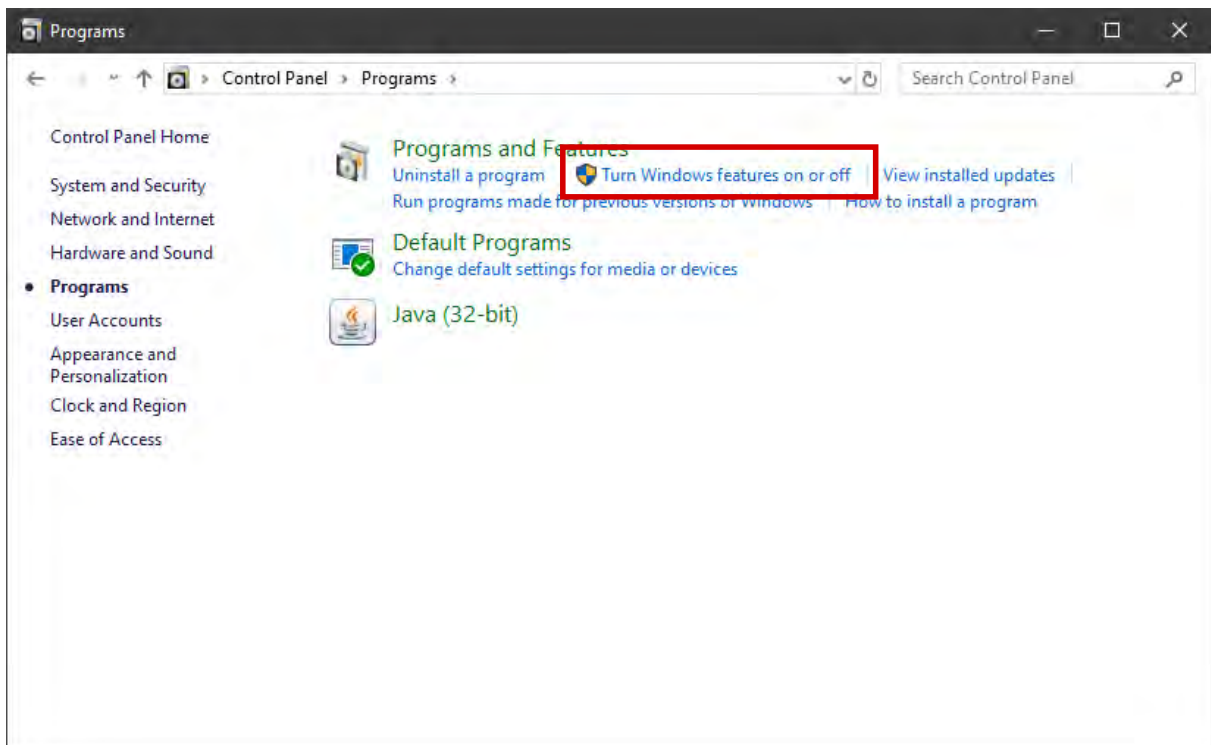 Programs
Control Panel > Programs >
Search Control Panel
Control Panel Home
System and Security
Network and Internet
Hardware and Sound
Programs
User Accounts
Appearance and
Personalization
Clock and Region
Ease of Access
Programs and Features
Uninstall a program
Turn Windows features on or off
View installed updates
Run programs made for previous versions of Windows
How to install a program
Default Programs
Change default settings for media or devices
Java (32-bit)